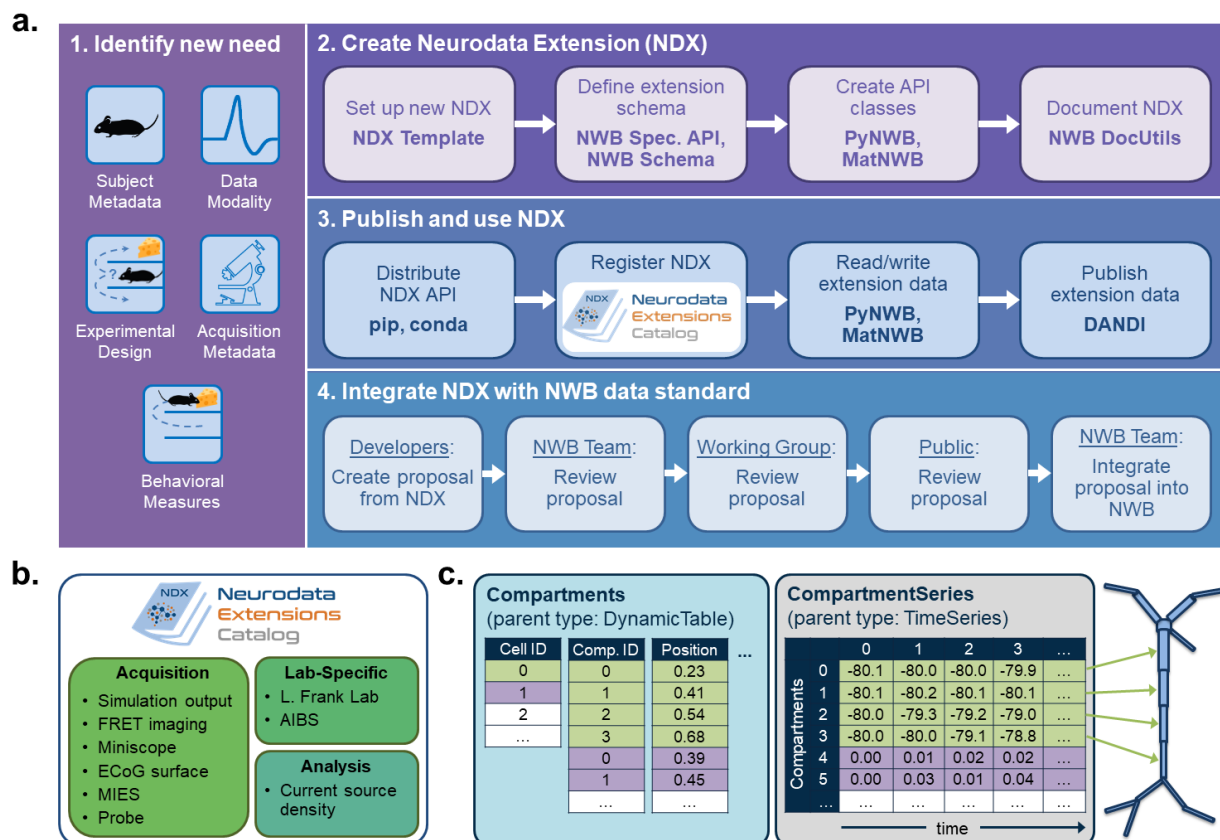 a.
1. Identify new need
Subject
Metadata
Data
Modality
?
Experimental
Design
Acquisition
Metadata
Behavioral
Measures
2. Create Neurodata Extension (NDX)
Set up new NDX
NDX Template
Define extension
schema
NWB Spec. API,
NWB Schema
Create API
classes
PyNWB,
MatNWB
Document NDX
NWB DocUtils
3. Publish and use NDX
Distribute
NDX API
pip, conda
Register NDX
NDX
Neurodata
Extensions
Catalog
Read/write
extension data
PyNWB,
MatNWB
Publish
extension data
DANDI
4. Integrate NDX with NWB data standard
Developers:
Create proposal
from NDX
NWB Team:
Review
proposal
Working Group:
Review
proposal
Public:
Review
proposal
NWB Team:
Integrate
proposal into
NWB
b.
NDX
Neurodata
Extensions
Catalog
Acquisition
• Simulation output
• FRET imaging
• Miniscope
• ECoG surface
• MIES
• Probe
Lab-Specific
• L. Frank Lab
• AIBS
Analysis
• Current source
density
c.
Compartments
(parent type: DynamicTable)
Cell ID Comp. ID Position ...
0 0 0.23
1 1 0.41
2 2 0.54
... 3 0.68
0 0.39
1 0.45
... ...
CompartmentSeries
(parent type: TimeSeries)
0 1 2 3 ...
Compartments
0 -80.1 -80.0 -80.0 -79.9 ...
1 -80.1 -80.2 -80.1 -80.1 ...
2 -80.0 -79.3 -79.2 -79.0 ...
3 -80.0 -80.0 -79.1 -78.8 ...
4 0.00 0.01 0.02 0.02 ...
5 0.00 0.03 0.01 0.04 ...
... ... ... ... ... ...
time